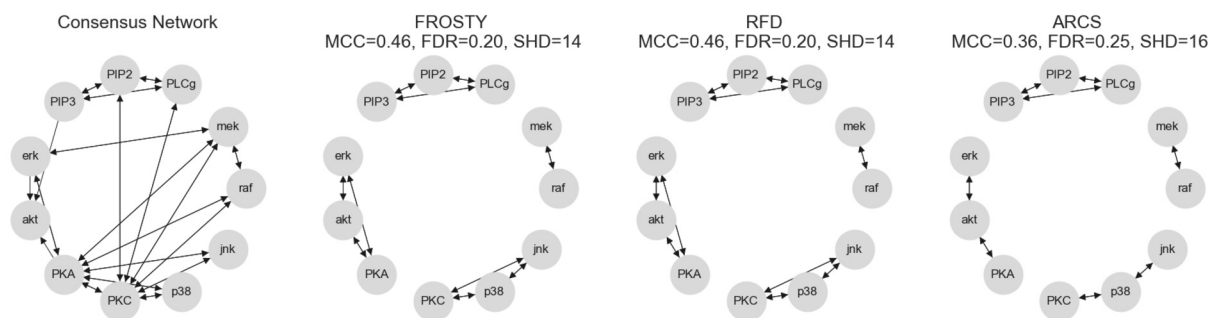 Consensus Network
PIP2
PLCg
PIP3
mek
erk
raf
akt
jnk
PKA
p38
PKC
FROSTY
MCC=0.46, FDR=0.20, SHD=14
PIP2
PLCg
PIP3
mek
erk
raf
akt
jnk
PKA
p38
PKC
RFD
MCC=0.46, FDR=0.20, SHD=14
PIP2
PLCg
PIP3
mek
erk
raf
akt
jnk
PKA
p38
PKC
ARCS
MCC=0.36, FDR=0.25, SHD=16
PIP2
PLCg
PIP3
mek
erk
raf
akt
jnk
PKA
p38
PKC